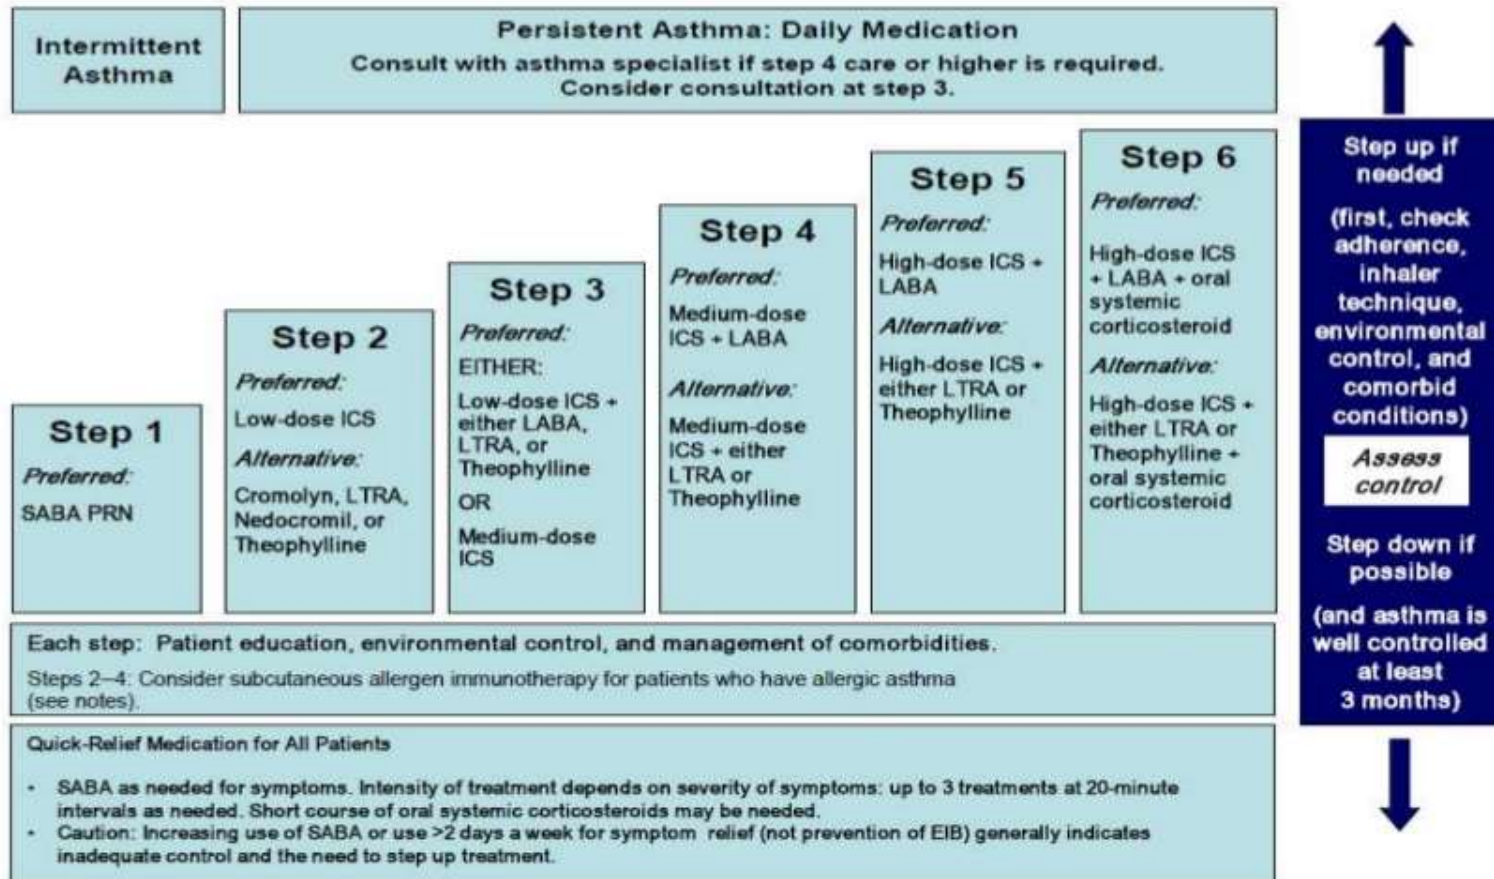 Intermittent
Asthma
Persistent Asthma: Daily Medication
Consult with asthma specialist if step 4 care or higher is required.
Consider consultation at step 3.
Step 1
Preferred:
SABA PRN
Step 2
Preferred:
Low-dose ICS
Alternative:
Cromolyn, LTRA,
Nedocromil, or
Theophylline
Step 3
Preferred:
EITHER:
Low-dose ICS +
either LABA,
LTRA, or
Theophylline
OR
Medium-dose
ICS
Step 4
Preferred:
Medium-dose
ICS + LABA
Alternative:
Medium-dose
ICS + either
LTRA or
Theophylline
Step 5
Preferred:
High-dose ICS +
LABA
Alternative:
High-dose ICS +
either LTRA or
Theophylline
Step 6
Preferred:
High-dose ICS
+ LABA + oral
systemic
corticosteroid
Alternative:
High-dose ICS +
either LTRA or
Theophylline +
oral systemic
corticosteroid
Step up if
needed
(first, check
adherence,
inhaler
technique,
environmental
control, and
comorbid
conditions)
Assess
control
Step down if
possible
(and asthma is
well controlled
at least
3 months)
Each step: Patient education, environmental control, and management of comorbidities.
Steps 2–4: Consider subcutaneous allergen immunotherapy for patients who have allergic asthma
(see notes).
Quick-Relief Medication for All Patients
• SABA as needed for symptoms. Intensity of treatment depends on severity of symptoms: up to 3 treatments at 20-minute
intervals as needed. Short course of oral systemic corticosteroids may be needed.
• Caution: Increasing use of SABA or use >2 days a week for symptom relief (not prevention of EIB) generally indicates
inadequate control and the need to step up treatment.